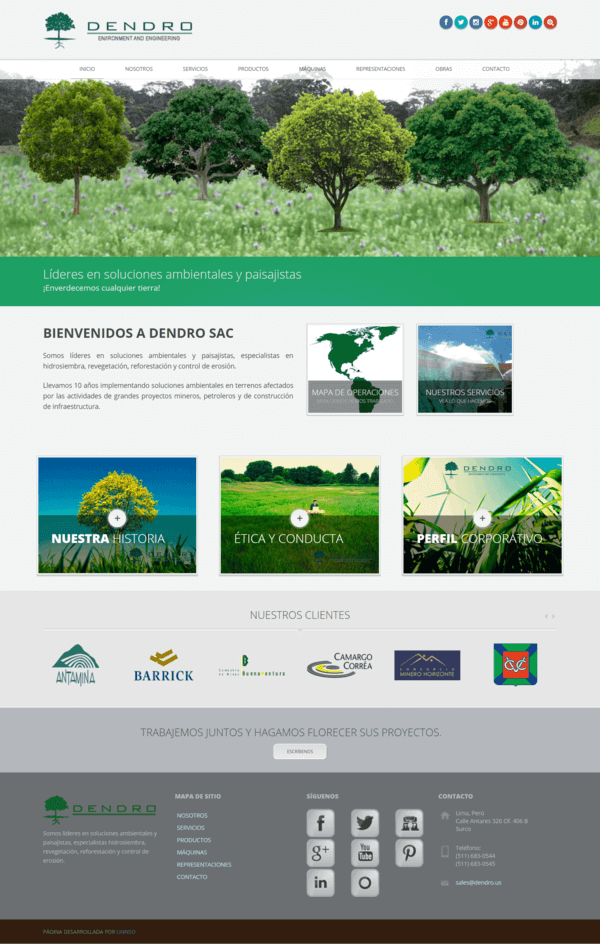 DENDRO
ENVIRONMENT AND ENGINEERING
INICIO
NOSOTROS
SERVICIOS
PRODUCTOS
MÁQUINAS
REPRESENTACIONES
OBRAS
CONTACTO
Líderes en soluciones ambientales y paisajistas
¡Enverdecemos cualquier tierra!
BIENVENIDOS A DENDRO SAC
Somos líderes en soluciones ambientales y paisajistas, especialistas en
hidrosiembra, revegetación, reforestación y control de erosión.
Llevamos 10 años implementando soluciones ambientales en terrenos afectados
por las actividades de grandes proyectos mineros, petroleros y de construcción
de infraestructura.
MAPA DE OPERACIONES
NUESTROS SERVICIOS
VEA LO QUE HACEMOS
NUESTRA HISTORIA
ÉTICA Y CONDUCTA
DENDRO
PERFIL CORPORATIVO
NUESTROS CLIENTES
ANTAMINA
BARRICK
Buenaventura
CAMARGO
CORRÊA
CONSORCIO
MINERO HORIZONTE
TRABAJEMOS JUNTOS Y HAGAMOS FLORECER SUS PROYECTOS.
ESCRÍBENOS
DENDRO
Somos líderes en soluciones ambientales y
paisajistas, especialistas hidrosiembra,
revegetación, reforestación y control de
erosión.
MAPA DE SITIO
NOSOTROS
SERVICIOS
PRODUCTOS
MÁQUINAS
REPRESENTACIONES
CONTACTO
SÍGUENOS
You
Tube
CONTACTO
Lima, Perú
Calle Antares 320 Of. 406 B
Surco
Teléfono:
(511) 683-0544
(511) 683-0545
sales@dendro.us
PÁGINA DESARROLLADA POR